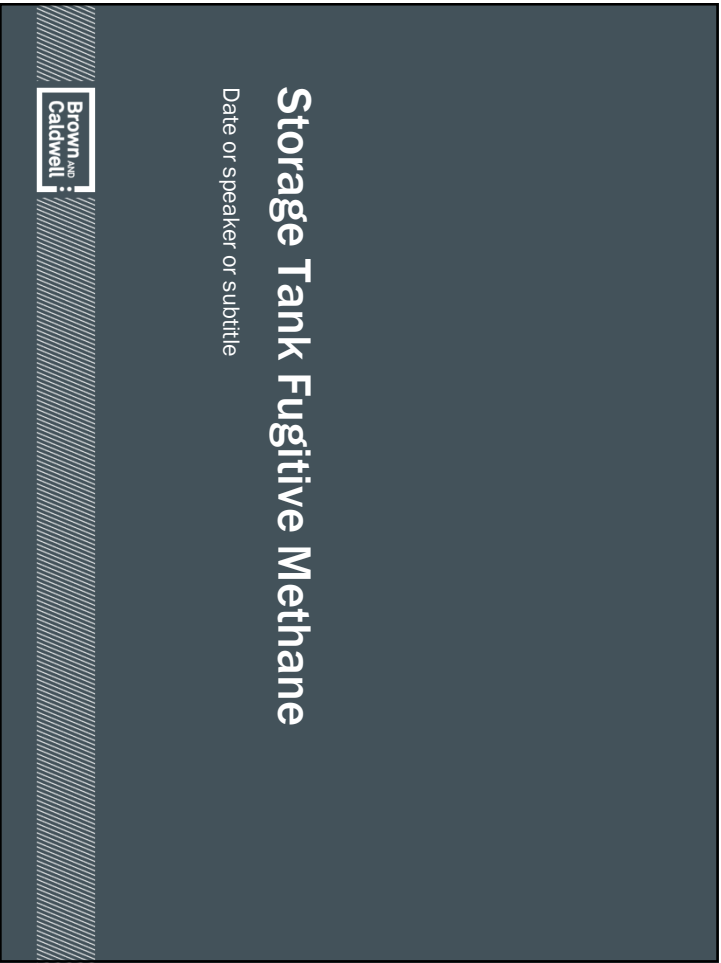 Storage Tank Fugitive Methane
Date or speaker or subtitle
Brown AND
Caldwell